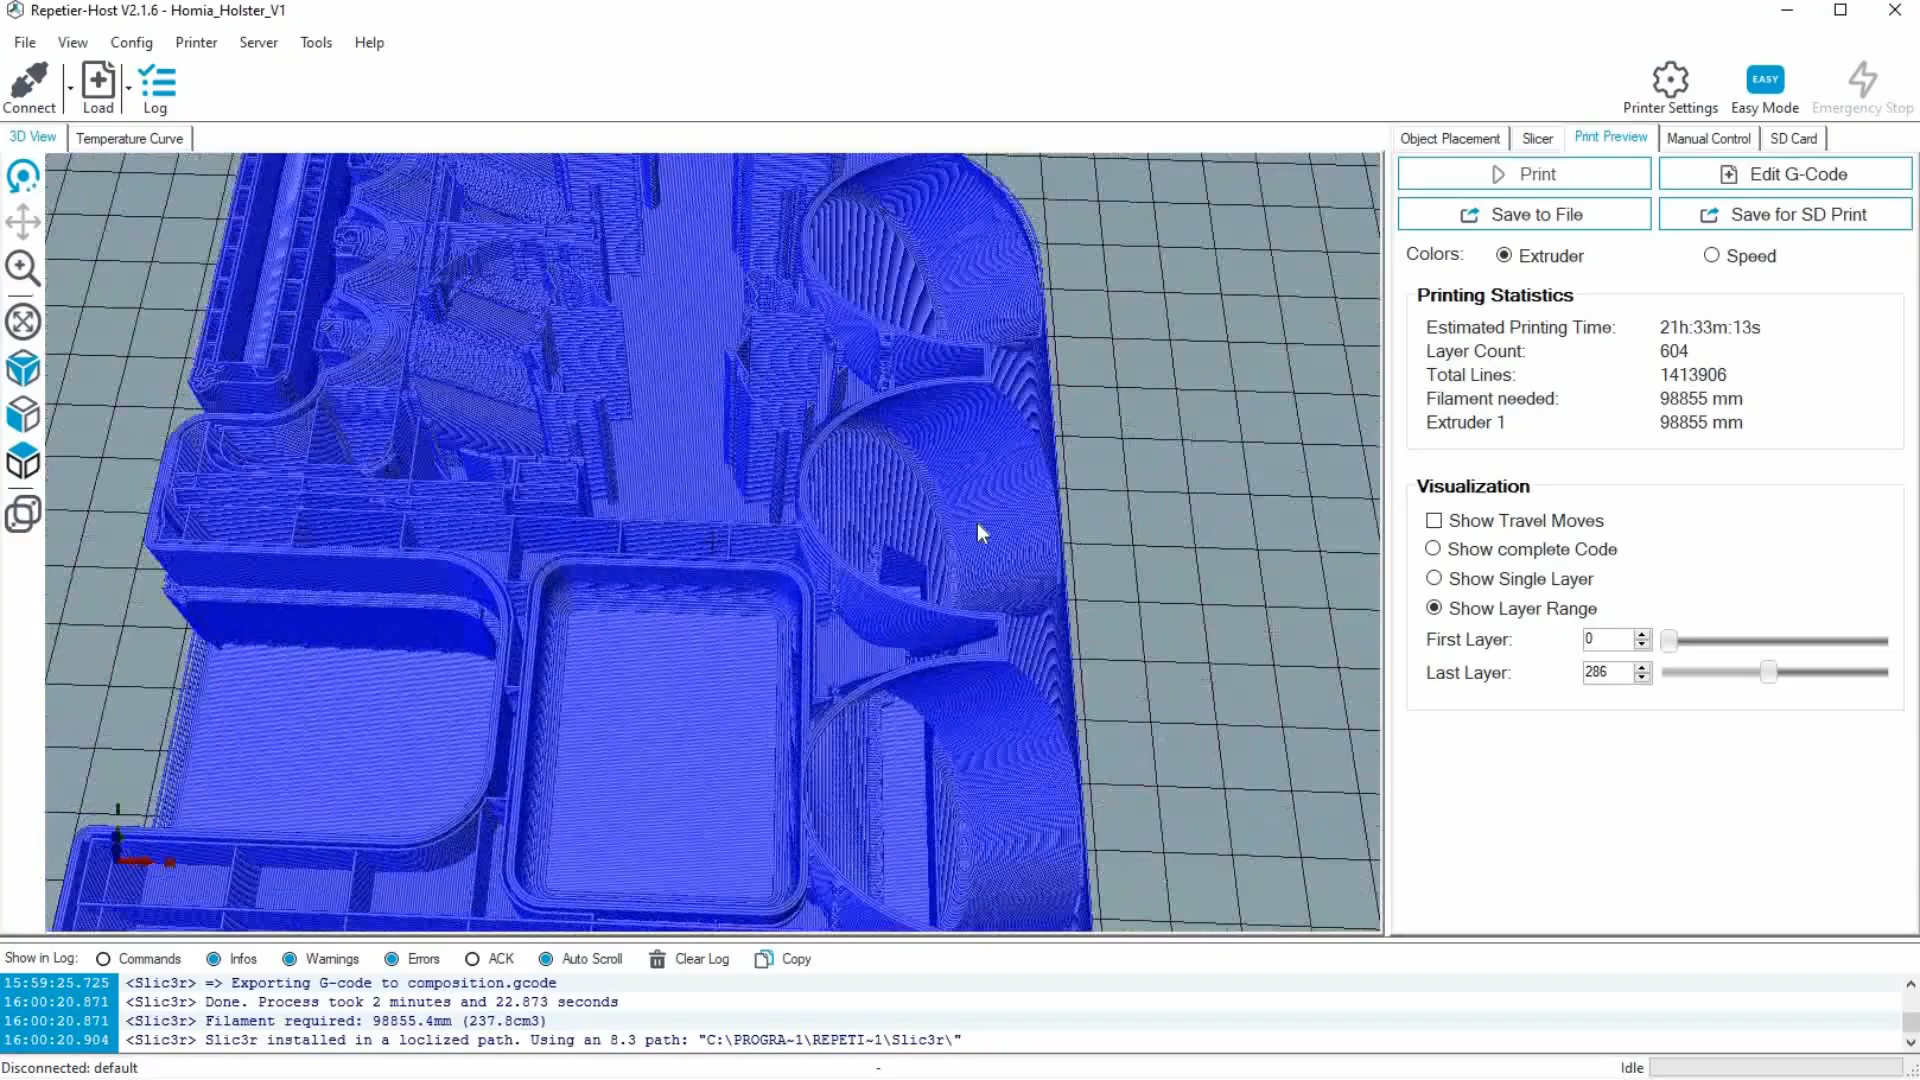 Repetier-Host V2.1.6 - Homia_Holster_V1
File View Config Printer Server Tools Help
Connect Load Log
EASY
Printer Settings Easy Mode Emergency Stop
3D View Temperature Curve
Object Placement Slicer Print Preview Manual Control SD Card
Print Edit G-Code
Save to File Save for SD Print
Colors: Extruder Speed
Printing Statistics
Estimated Printing Time: 21h:33m:13s
Layer Count: 604
Total Lines: 1413906
Filament needed: 98855 mm
Extruder 1 98855 mm
Visualization
Show Travel Moves
Show complete Code
Show Single Layer
Show Layer Range
First Layer: 0
Last Layer: 286
Show in Log: Commands Infos Warnings Errors ACK Auto Scroll Clear Log Copy
15:59:25.725 <Slic3r> => Exporting G-code to composition.gcode
16:00:20.871 <Slic3r> Done. Process took 2 minutes and 22.873 seconds
16:00:20.871 <Slic3r> Filament required: 98855.4mm (237.8cm3)
16:00:20.904 <Slic3r> Slic3r installed in a loclized path. Using an 8.3 path: "C:\PROGRA~1\REPETI~1\Slic3r\"
Disconnected: default - Idle